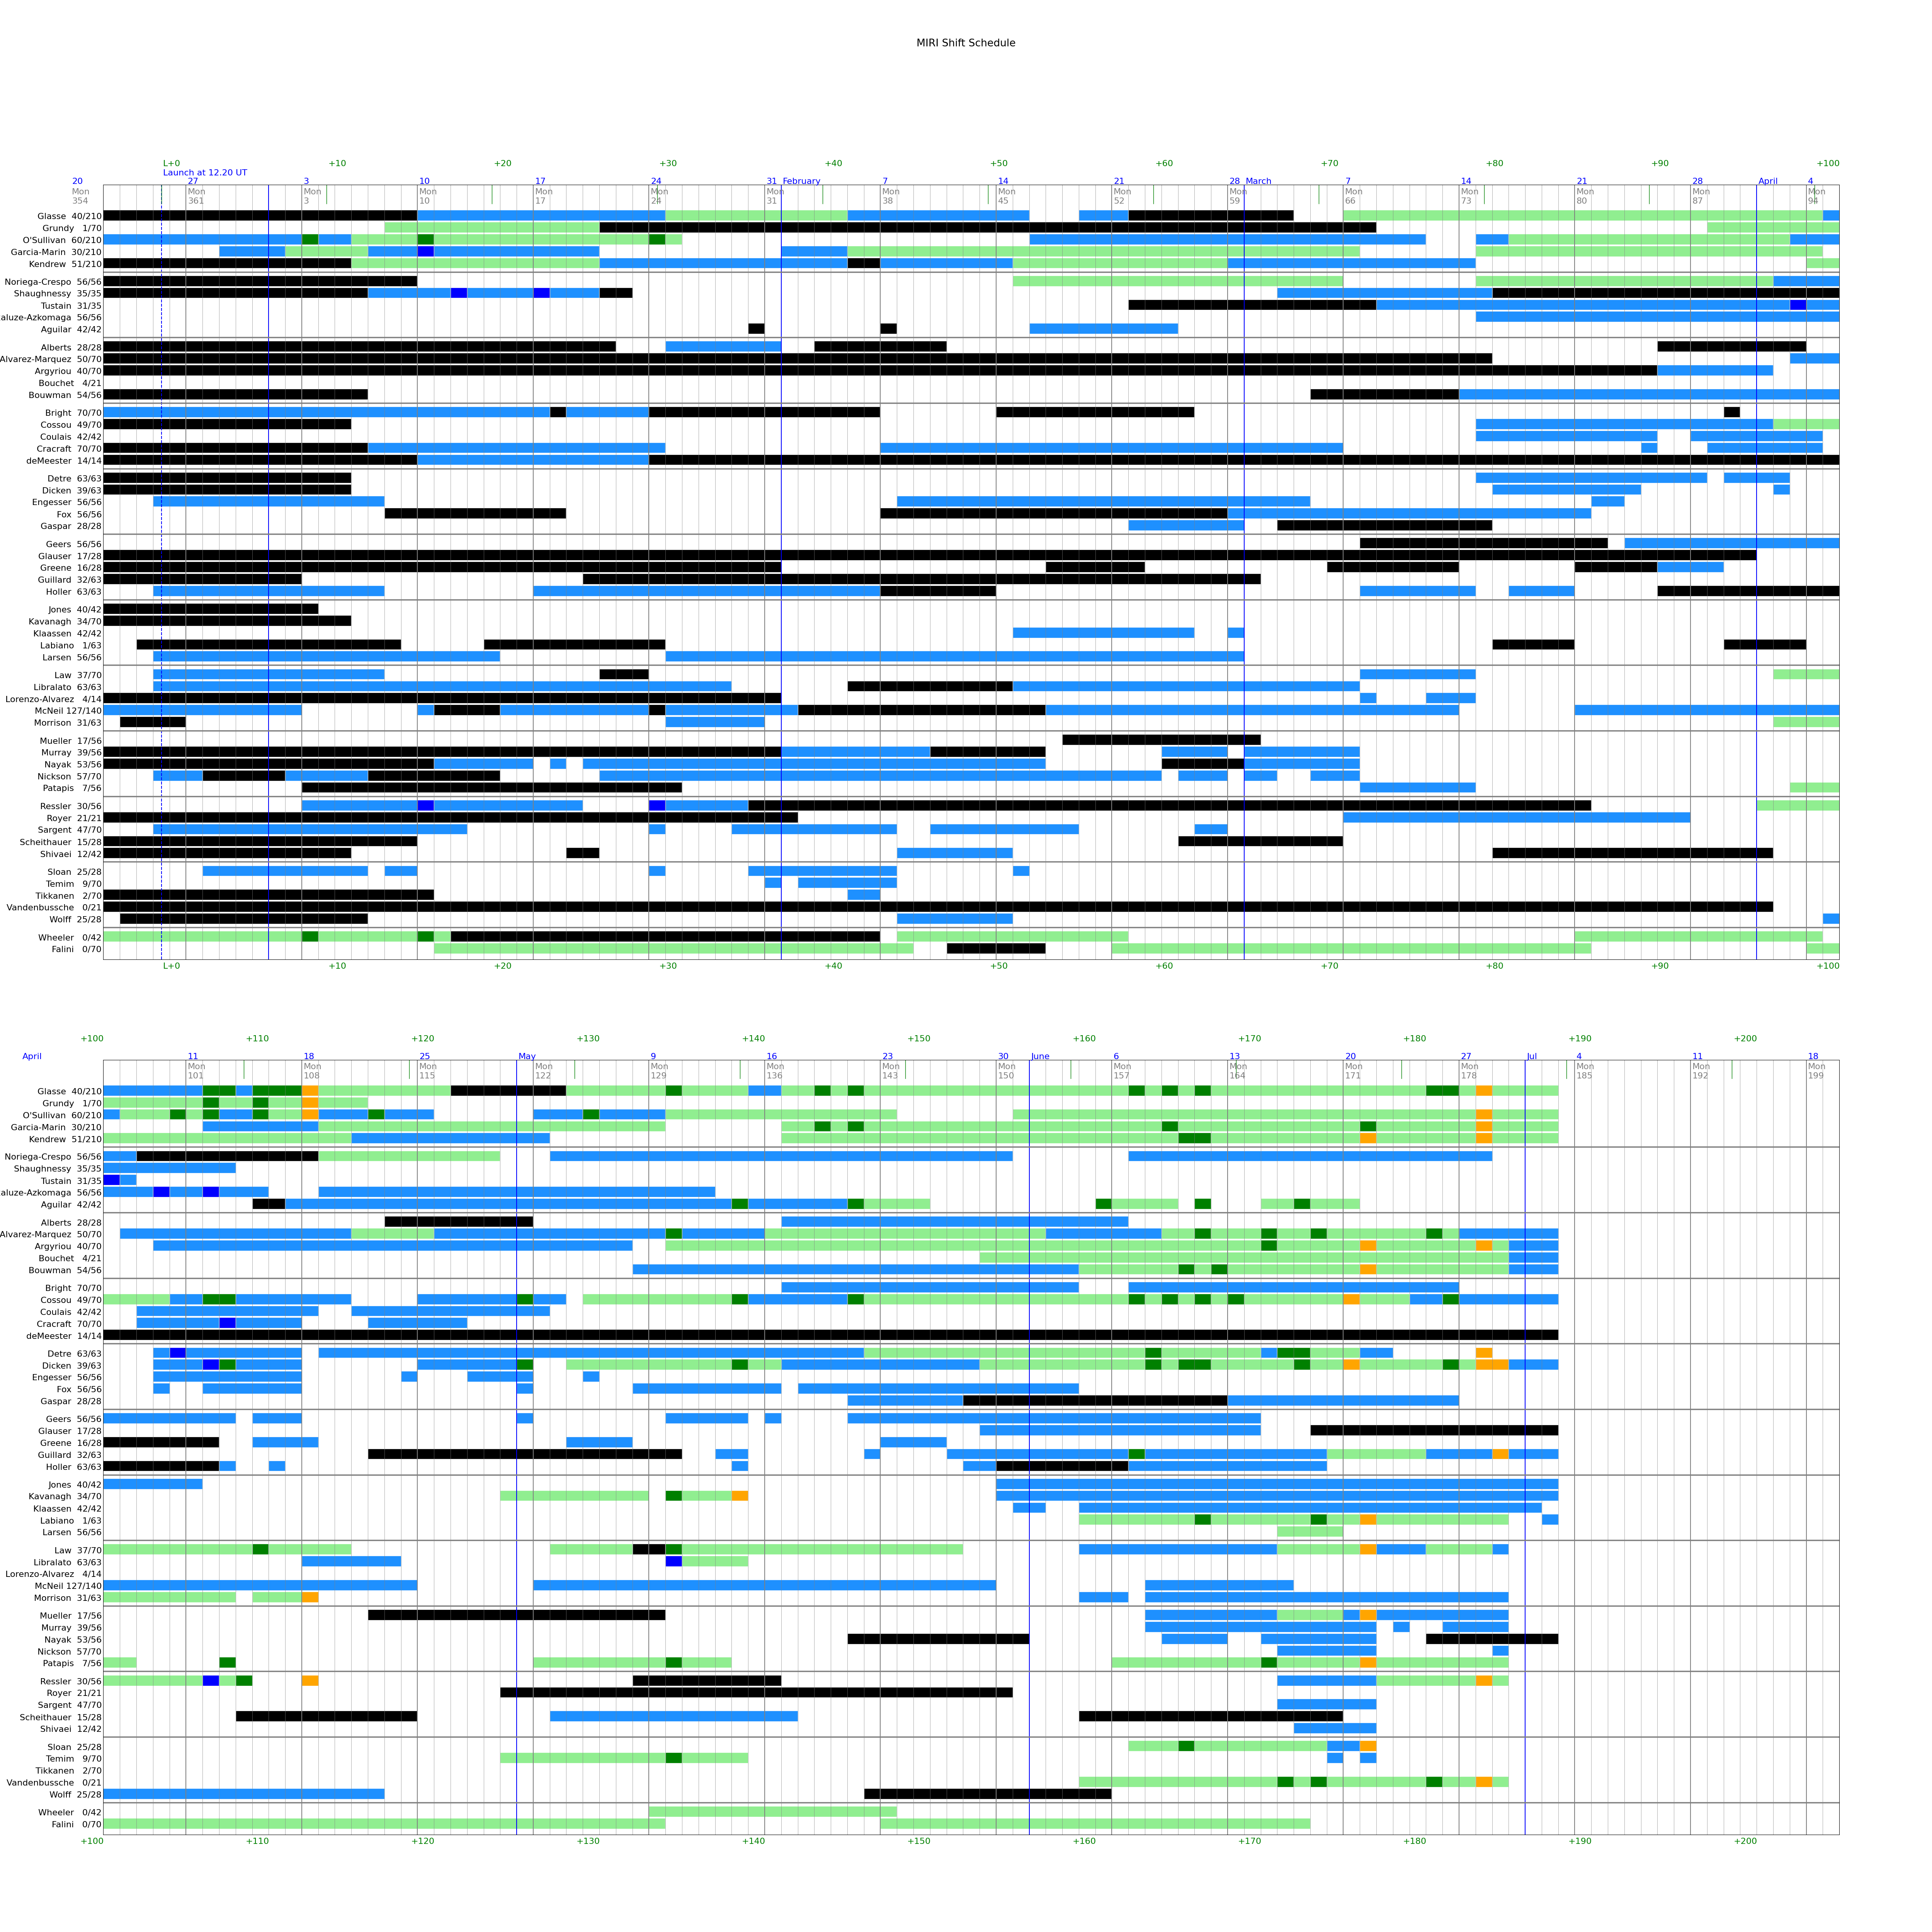 MIRI Shift Schedule
L+0 +10 +20 +30 +40 +50 +60 +70 +80 +90 +100
Launch at 12.20 UT
20 27 3 10 17 24 31 February 7 14 21 28 March 7 14 21 28 April 4
Mon Mon Mon Mon Mon Mon Mon Mon Mon Mon Mon Mon Mon Mon Mon Mon
354 361 3 10 17 24 31 38 45 52 59 66 73 80 87 94
Glasse 40/210
Grundy 1/70
O'Sullivan 60/210
Garcia-Marin 30/210
Kendrew 51/210
Noriega-Crespo 56/56
Shaughnessy 35/35
Tustain 31/35
aluze-Azkomaga 56/56
Aguilar 42/42
Alberts 28/28
Alvarez-Marquez 50/70
Argyriou 40/70
Bouchet 4/21
Bouwman 54/56
Bright 70/70
Cossou 49/70
Coulais 42/42
Cracraft 70/70
deMeester 14/14
Detre 63/63
Dicken 39/63
Engesser 56/56
Fox 56/56
Gaspar 28/28
Geers 56/56
Glauser 17/28
Greene 16/28
Guillard 32/63
Holler 63/63
Jones 40/42
Kavanagh 34/70
Klaassen 42/42
Labiano 1/63
Larsen 56/56
Law 37/70
Libralato 63/63
Lorenzo-Alvarez 4/14
McNeil 127/140
Morrison 31/63
Mueller 17/56
Murray 39/56
Nayak 53/56
Nickson 57/70
Patapis 7/56
Ressler 30/56
Royer 21/21
Sargent 47/70
Scheithauer 15/28
Shivaei 12/42
Sloan 25/28
Temim 9/70
Tikkanen 2/70
Vandenbussche 0/21
Wolff 25/28
Wheeler 0/42
Falini 0/70
L+0 +10 +20 +30 +40 +50 +60 +70 +80 +90 +100
+100 +110 +120 +130 +140 +150 +160 +170 +180 +190 +200
April 11 18 25 May 9 16 23 30 June 6 13 20 27 Jul 4 11 18
Mon Mon Mon Mon Mon Mon Mon Mon Mon Mon Mon Mon Mon Mon Mon
101 108 115 122 129 136 143 150 157 164 171 178 185 192 199
Glasse 40/210
Grundy 1/70
O'Sullivan 60/210
Garcia-Marin 30/210
Kendrew 51/210
Noriega-Crespo 56/56
Shaughnessy 35/35
Tustain 31/35
aluze-Azkomaga 56/56
Aguilar 42/42
Alberts 28/28
Alvarez-Marquez 50/70
Argyriou 40/70
Bouchet 4/21
Bouwman 54/56
Bright 70/70
Cossou 49/70
Coulais 42/42
Cracraft 70/70
deMeester 14/14
Detre 63/63
Dicken 39/63
Engesser 56/56
Fox 56/56
Gaspar 28/28
Geers 56/56
Glauser 17/28
Greene 16/28
Guillard 32/63
Holler 63/63
Jones 40/42
Kavanagh 34/70
Klaassen 42/42
Labiano 1/63
Larsen 56/56
Law 37/70
Libralato 63/63
Lorenzo-Alvarez 4/14
McNeil 127/140
Morrison 31/63
Mueller 17/56
Murray 39/56
Nayak 53/56
Nickson 57/70
Patapis 7/56
Ressler 30/56
Royer 21/21
Sargent 47/70
Scheithauer 15/28
Shivaei 12/42
Sloan 25/28
Temim 9/70
Tikkanen 2/70
Vandenbussche 0/21
Wolff 25/28
Wheeler 0/42
Falini 0/70
+100 +110 +120 +130 +140 +150 +160 +170 +180 +190 +200